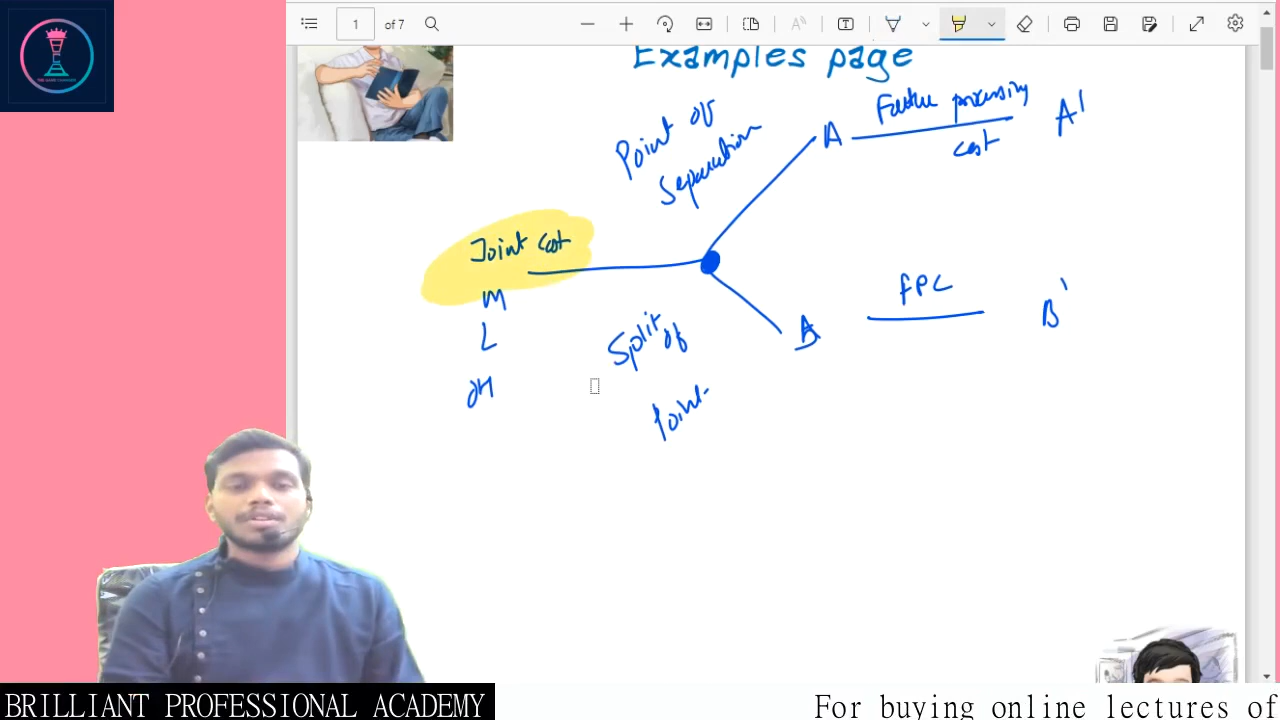 1 of 7
Examples page
Point of
Separation
A
Further processing
cost
A'
Joint cost
M
L
OH
Split of
Point
B
FPC
B'
BRILLIANT PROFESSIONAL ACADEMY
For buying online lectures of